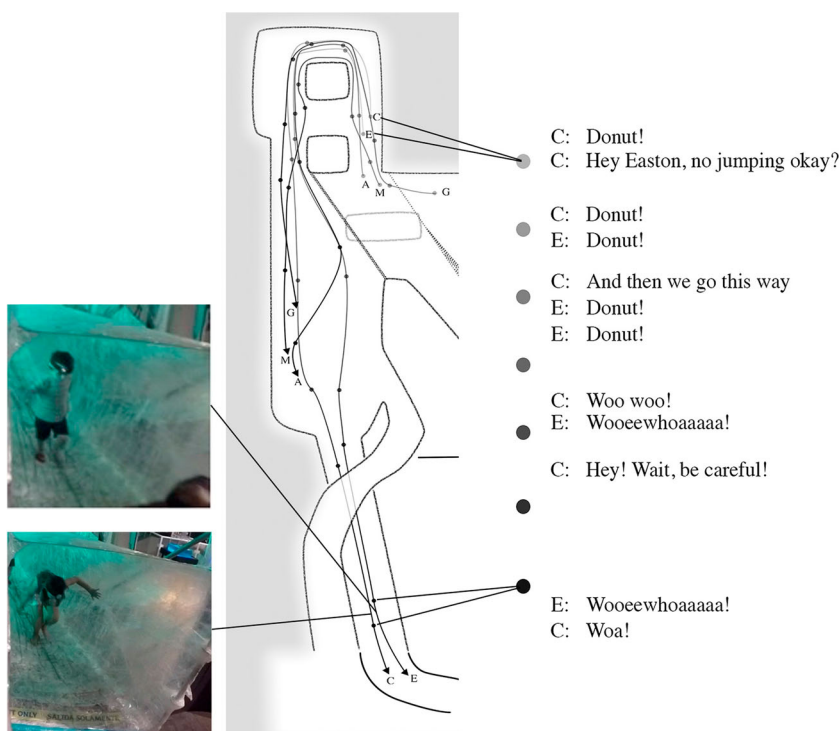 C: Donut!
C: Hey Easton, no jumping okay?
C: Donut!
E: Donut!
C: And then we go this way
E: Donut!
E: Donut!
C: Woo woo!
E: Wooeewhoaaaaa!
C: Hey! Wait, be careful!
E: Wooeewhoaaaaa!
C: Woa!
C
E
A
M
G
G
M
A
C
E
T ONLY SALIDA SOLAMENTE